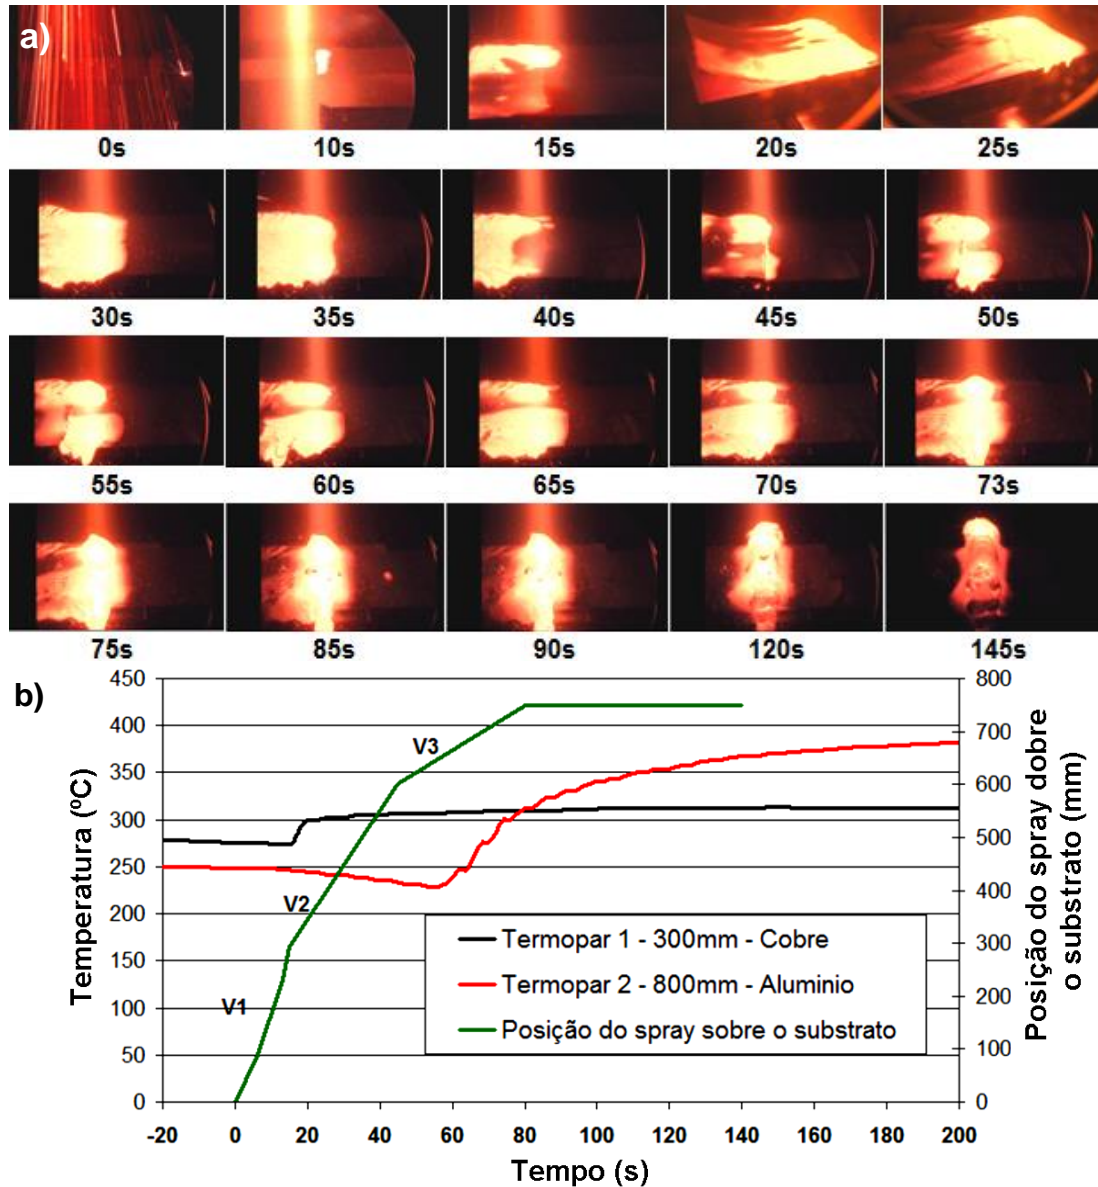 a)
0s 10s 15s 20s 25s
30s 35s 40s 45s 50s
55s 60s 65s 70s 73s
75s 85s 90s 120s 145s
b)
450
400
350
300
250
200
150
100
50
0
Temperatura (ºC)
V1
V2
V3
Termopar 1 - 300mm - Cobre
Termopar 2 - 800mm - Aluminio
Posição do spray sobre o substrato
800
700
600
500
400
300
200
100
0
Posição do spray dobre
o substrato (mm)
-20 0 20 40 60 80 100 120 140 160 180 200
Tempo (s)